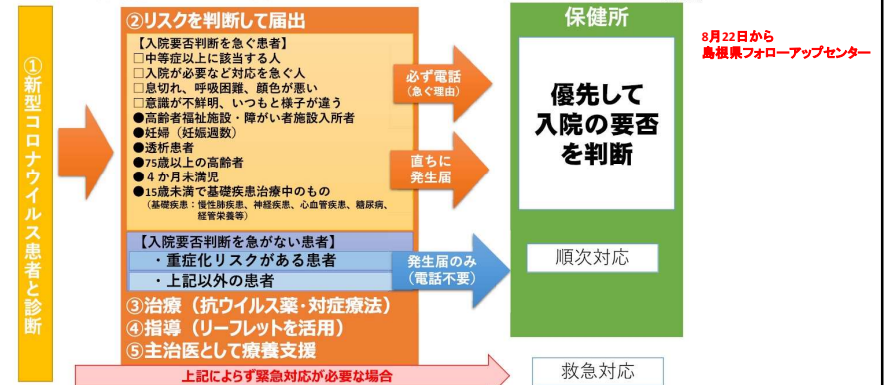 ①新型コロナウイルス患者と診断
②リスクを判断して届出
【入院要否判断を急ぐ患者】
□中等症以上に該当する人
□入院が必要など対応を急ぐ人
□息切れ、呼吸困難、顔色が悪い
□意識が不鮮明、いつもと様子が違う
●高齢者福祉施設・障がい者施設入所者
●妊婦（妊娠週数）
●透析患者
●75歳以上の高齢者
●４か月未満児
●15歳未満で基礎疾患治療中のもの
（基礎疾患：慢性肺疾患、神経疾患、心血管疾患、糖尿病、
経管栄養等）
【入院要否判断を急がない患者】
・重症化リスクがある患者
・上記以外の患者
③治療（抗ウイルス薬・対症療法）
④指導（リーフレットを活用）
⑤主治医として療養支援
上記によらず緊急対応が必要な場合
必ず電話
（急ぐ理由）
直ちに
発生届
発生届のみ
（電話不要）
保健所
優先して
入院の要否
を判断
順次対応
救急対応
8月22日から
島根県フォローアップセンター